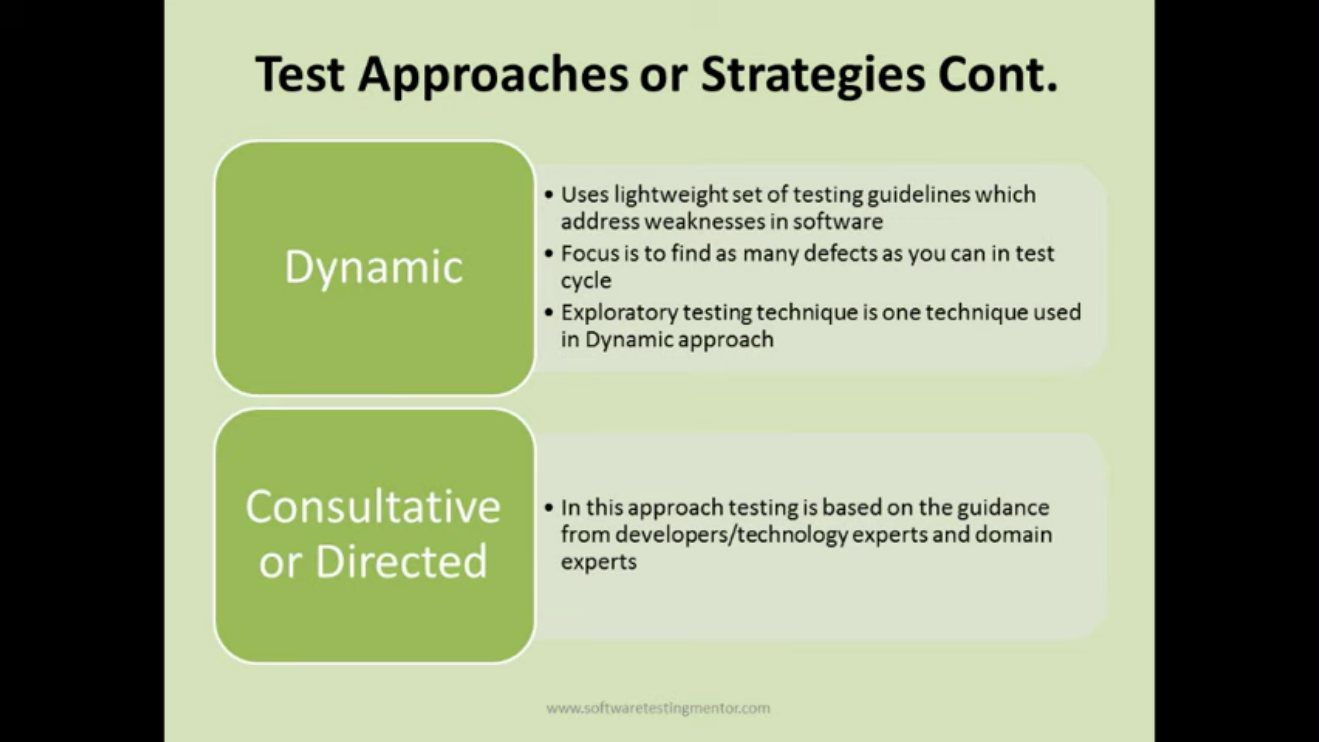 Test Approaches or Strategies Cont.
Dynamic
• Uses lightweight set of testing guidelines which
address weaknesses in software
• Focus is to find as many defects as you can in test
cycle
• Exploratory testing technique is one technique used
in Dynamic approach
Consultative
or Directed
• In this approach testing is based on the guidance
from developers/technology experts and domain
experts
www.softwaretestingmentor.com